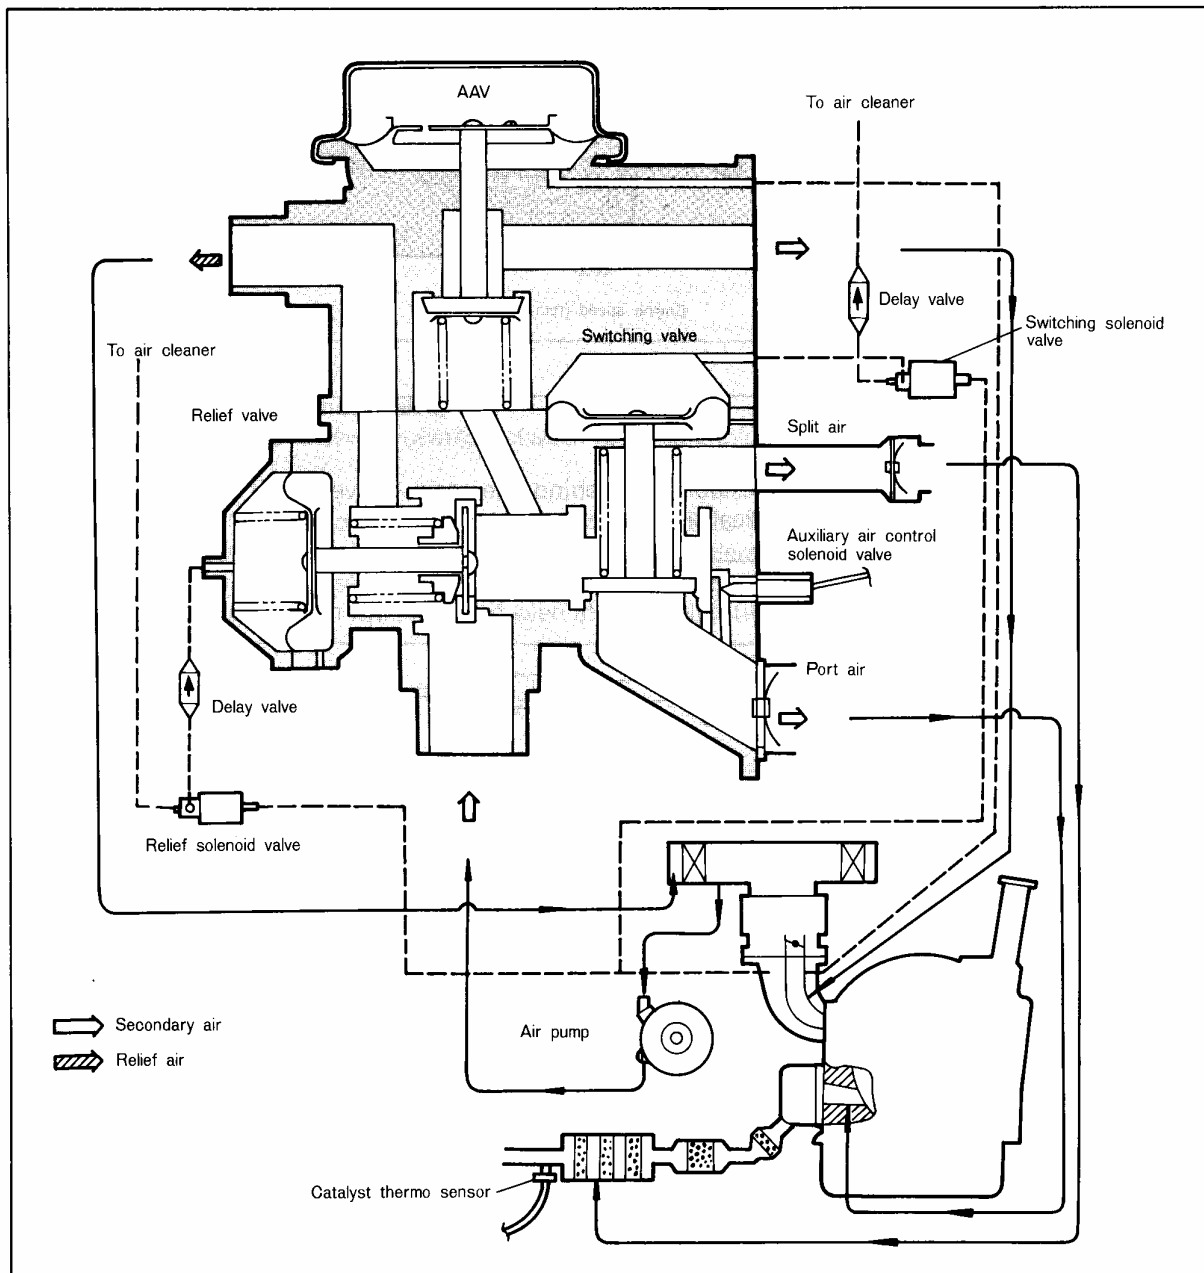 AAV
To air cleaner
Delay valve
Switching solenoid
valve
Switching valve
To air cleaner
Relief valve
Split air
Auxiliary air control
solenoid valve
Port air
Delay valve
Relief solenoid valve
Secondary air
Relief air
Air pump
Catalyst thermo sensor